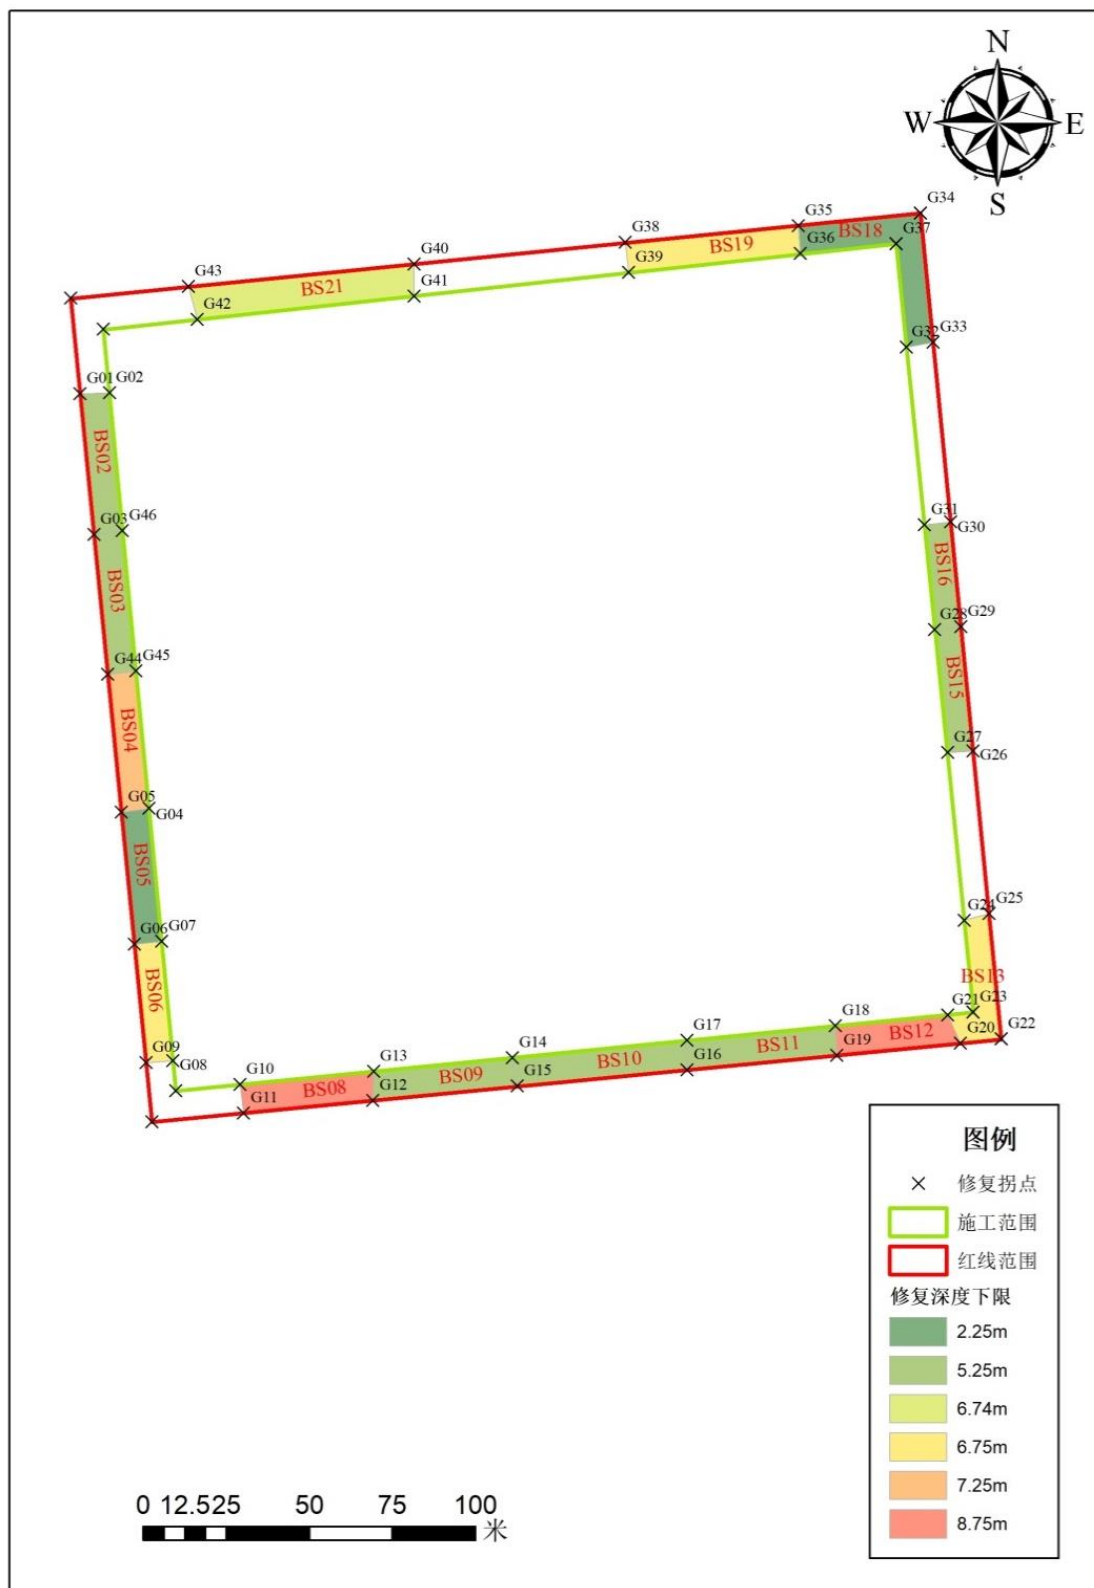 N
W
E
S
G34
G35
BS18
G37
G38
BS19
G36
G40
G39
G43
BS21
G41
G42
G32
G33
G01
G02
BS02
G03
G46
G31
G30
BS03
BS16
G28
G29
G44
G45
BS15
BS04
G27
G26
G05
G04
BS05
G24
G25
G06
G07
BS06
BS13
G21
G23
G18
BS12
G20
G22
G17
BS11
G19
G14
BS10
G16
G09
G08
G13
BS09
G15
G10
BS08
G12
G11
图例
修复拐点
施工范围
红线范围
修复深度下限
2.25m
5.25m
6.74m
6.75m
7.25m
8.75m
0 12.525 50 75 100
米